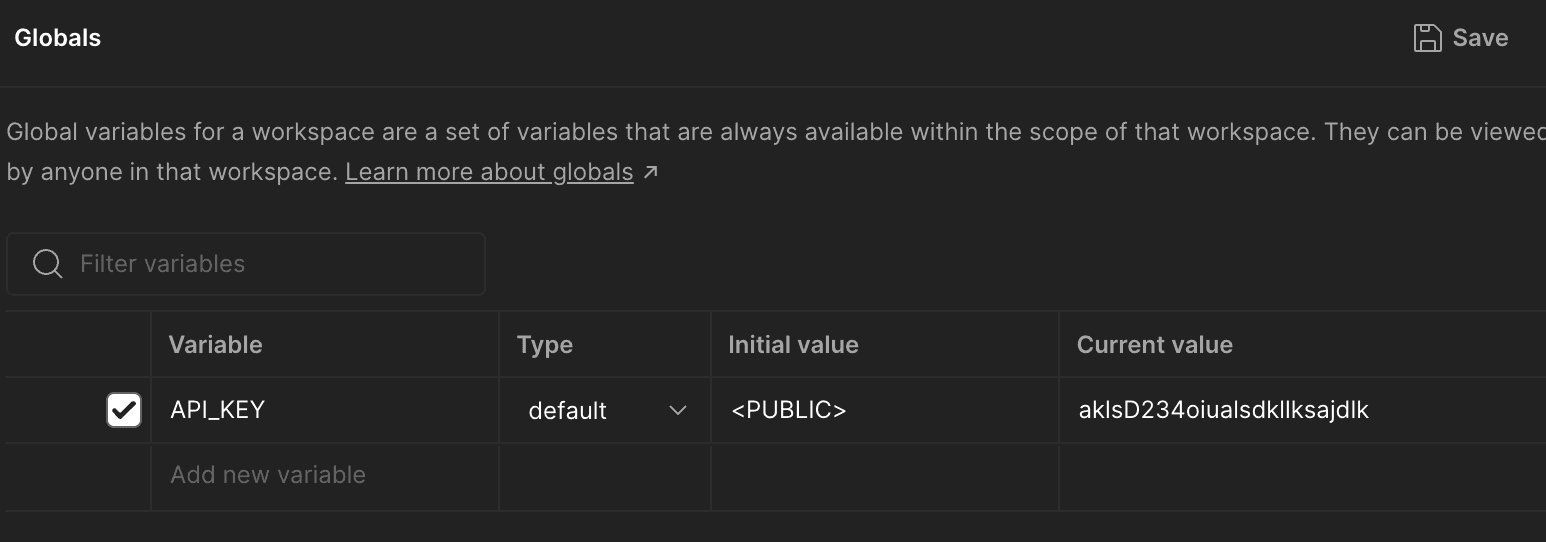 Globals
Save
Global variables for a workspace are a set of variables that are always available within the scope of that workspace. They can be viewed
by anyone in that workspace. Learn more about globals ↗
Filter variables
Variable Type Initial value Current value
API_KEY default <PUBLIC> aklsD234oiualsdkllksajdlk
Add new variable